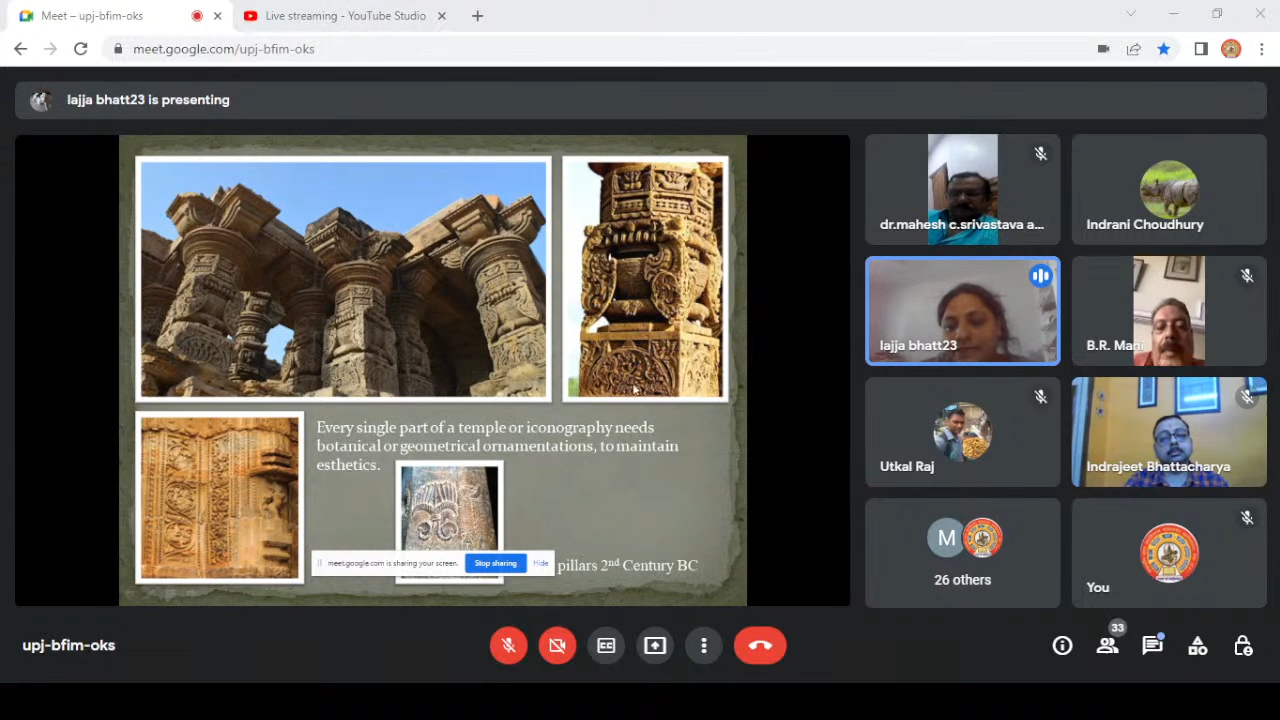 Meet – upj-bfim-oks
Live streaming - YouTube Studio
meet.google.com/upj-bfim-oks
lajja bhatt23 is presenting
dr.mahesh c.srivastava a...
Indrani Choudhury
lajja bhatt23
B.R. Mani
Utkal Raj
Indrajeet Bhattacharya
M
26 others
You
Every single part of a temple or iconography needs
botanical or geometrical ornamentations, to maintain
esthetics.
meet.google.com is sharing your screen.
Stop sharing
Hide
pillars 2nd Century BC
upj-bfim-oks
CC
33